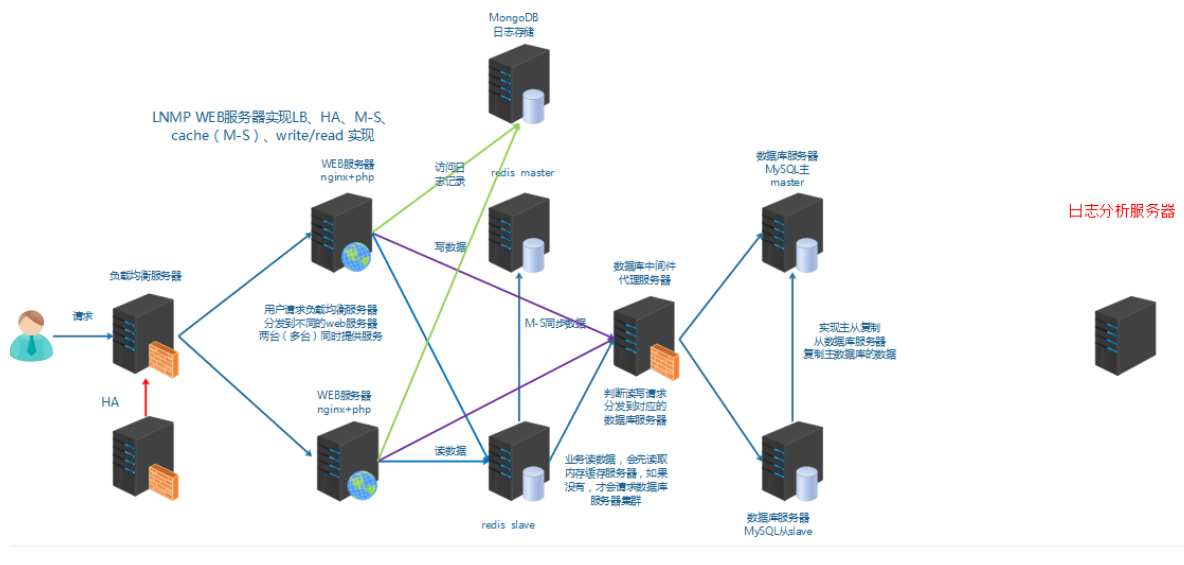 MongoDB
日志存储
LNMP WEB服务器实现LB、HA、M-S、
cache（M-S）、write/read 实现
WEB服务器
nginx+php
访问日
志记录
redis master
数据库服务器
MySQL主
master
日志分析服务器
写数据
负载均衡服务器
数据库中间件
代理服务器
请求
用户请求负载均衡服务器
分发到不同的web服务器
两台（多台）同时提供服务
M-S同步数据
实现主从复制
从数据库服务器
复制主数据库的数据
HA
WEB服务器
nginx+php
判断读写请求
分发到对应的
数据库服务器
读数据
业务读数据，会先读取
内存缓存服务器，如果
没有，才会请求数据库
服务器集群
redis slave
数据库服务器
MySQL从slave